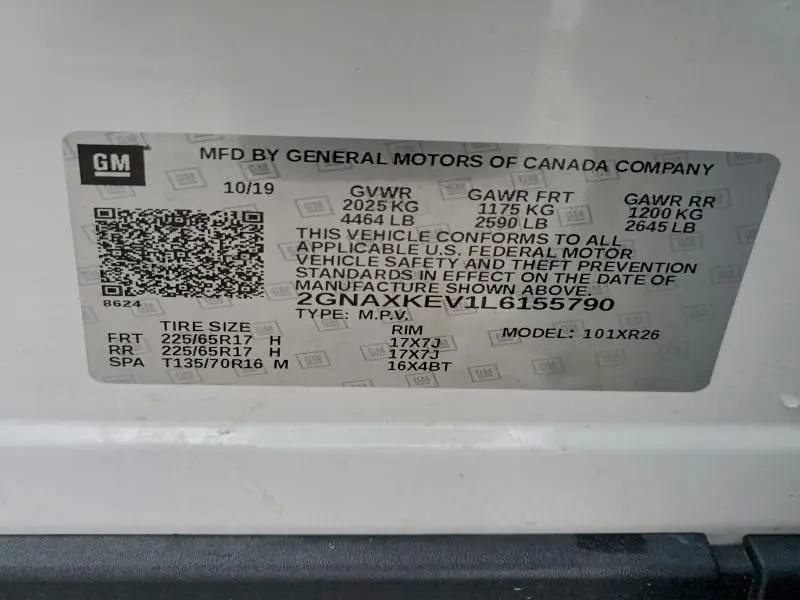 GM MFD BY GENERAL MOTORS OF CANADA COMPANY
10/19 GVWR GAWR FRT GAWR RR
2025 KG 1175 KG 1200 KG
4464 LB 2590 LB 2645 LB
THIS VEHICLE CONFORMS TO ALL
APPLICABLE U.S. FEDERAL MOTOR
VEHICLE SAFETY AND THEFT PREVENTION
STANDARDS IN EFFECT ON THE DATE OF
MANUFACTURE SHOWN ABOVE.
8624 2GNAXKEV1L6155790
TYPE: M.P.V.
TIRE SIZE RIM MODEL: 101XR26
FRT 225/65R17 H 17X7J
RR 225/65R17 H 17X7J
SPA T135/70R16 M 16X4BT